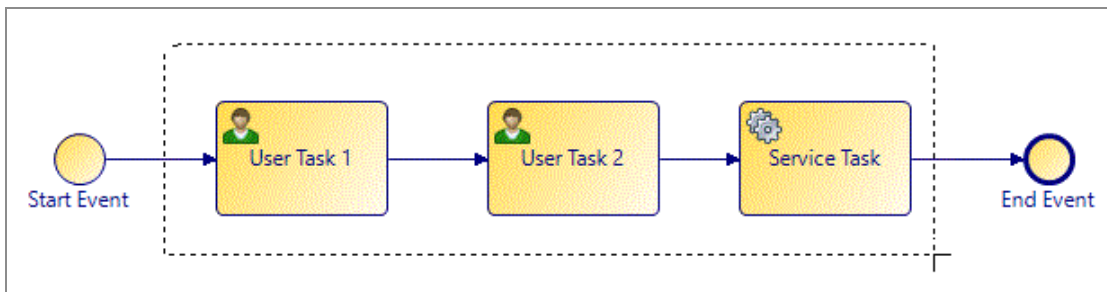 User Task 1
User Task 2
Service Task
Start Event
End Event